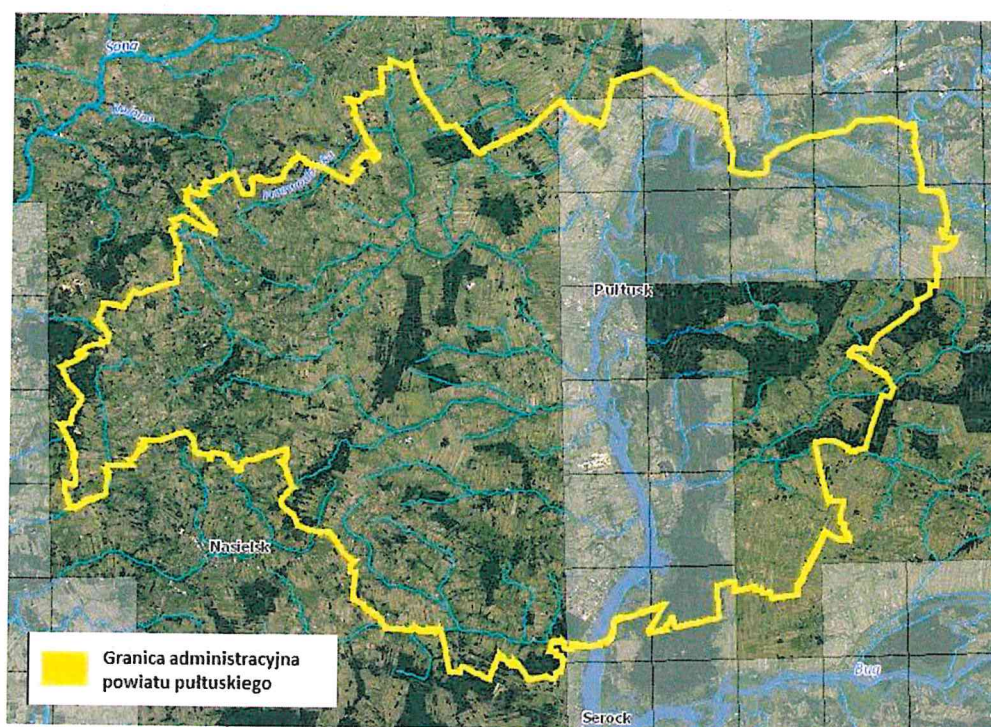 Sona
Pułtusk
Nasielsk
Bug
Serock
Granica administracyjna
powiatu pułtuskiego